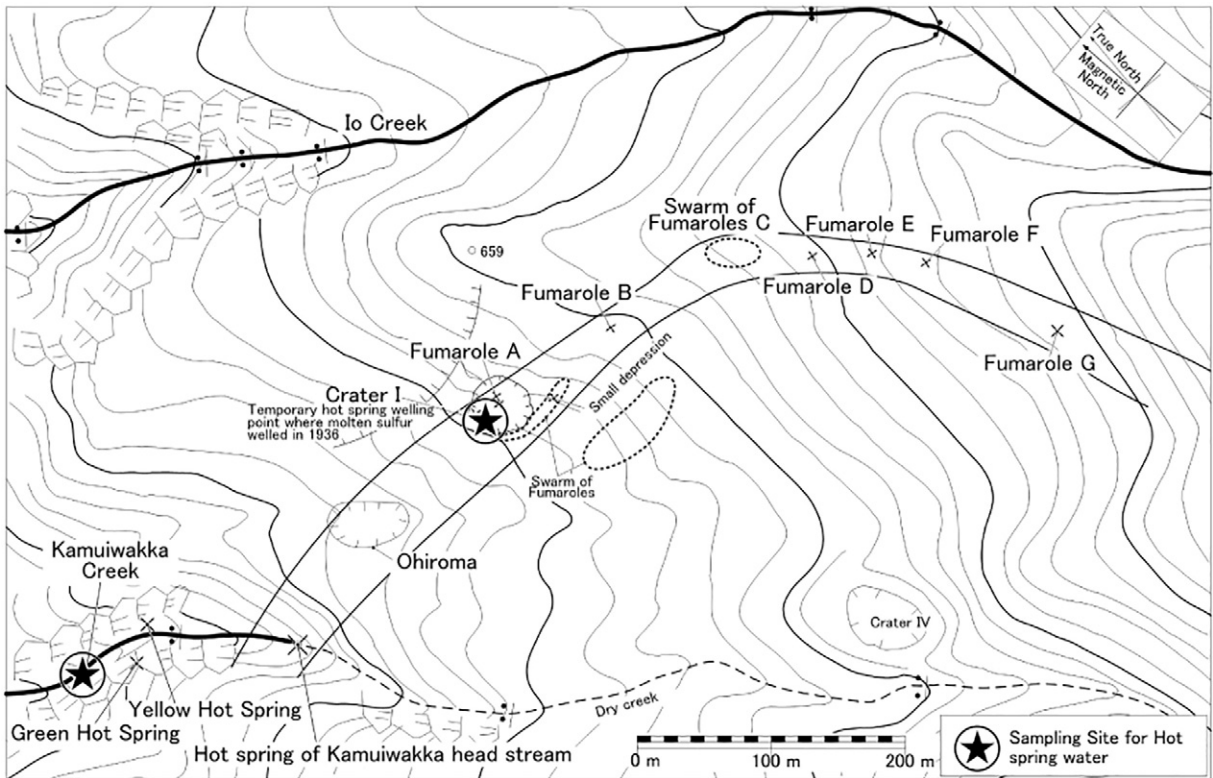 True North
Magnetic
North
Io Creek
Swarm of
Fumaroles C
Fumarole E
Fumarole F
659
Fumarole B
Fumarole D
Fumarole G
Fumarole A
Small depression
Crater I
Temporary hot spring welling
point where molten sulfur
welled in 1936
Swarm of
Fumaroles
Kamuiwakka
Creek
Ohiroma
Crater IV
Yellow Hot Spring
Green Hot Spring
Dry creek
Hot spring of Kamuiwakka head stream
0 m
100 m
200 m
Sampling Site for Hot
spring water